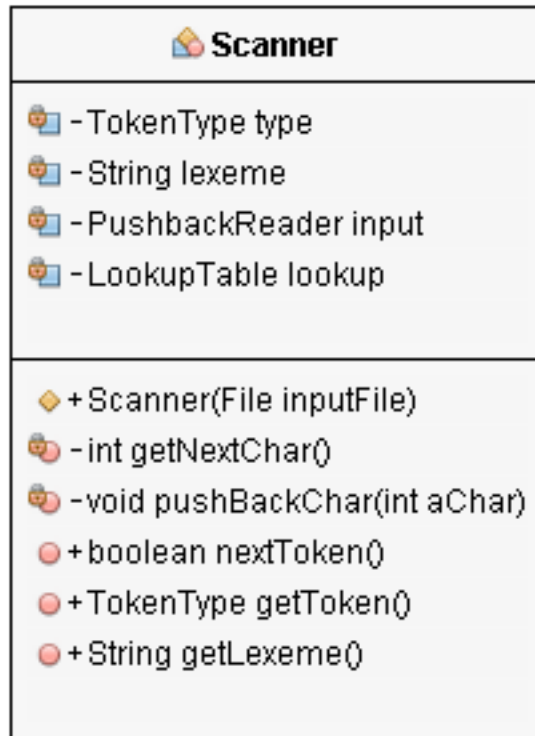 Scanner
-TokenType type
-String lexeme
-PushbackReader input
-LookupTable lookup
+Scanner(File inputFile)
-int getNextChar()
-void pushBackChar(int aChar)
+boolean nextToken()
+TokenType getToken()
+String getLexeme()